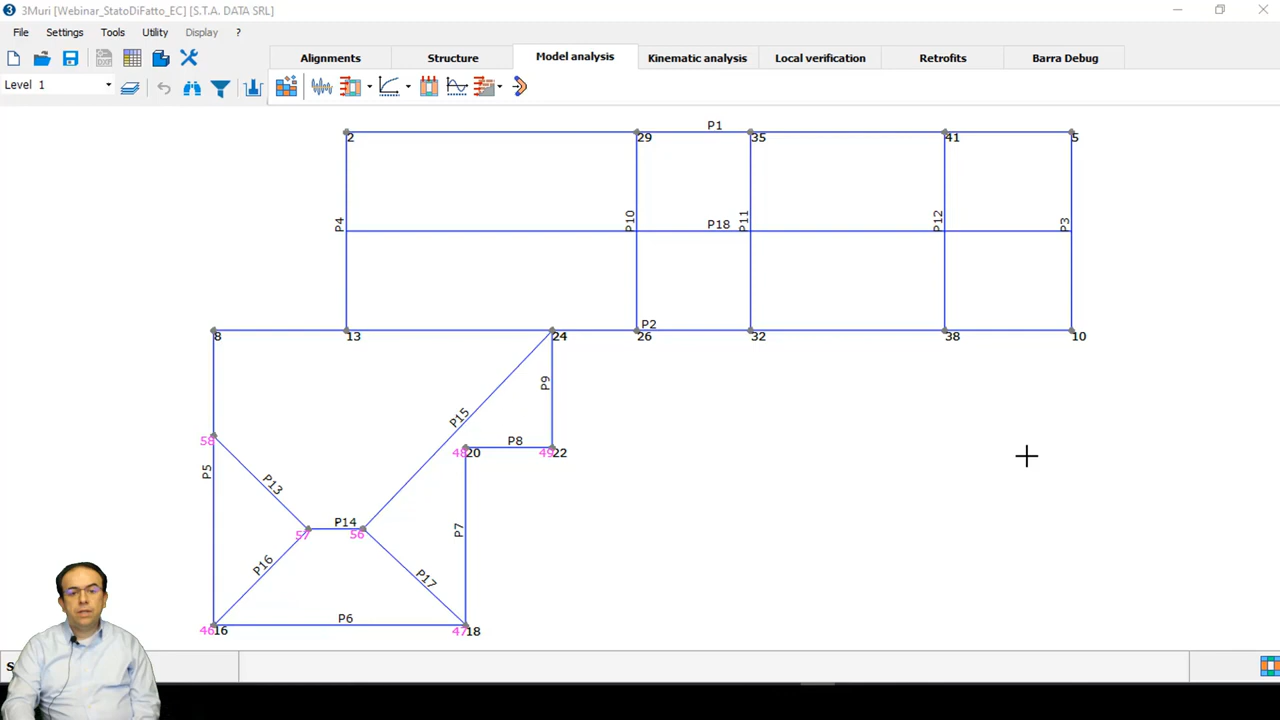 3 3Muri [Webinar_StatoDiFatto_EC] [S.T.A. DATA SRL]
File Settings Tools Utility Display ?
Alignments Structure Model analysis Kinematic analysis Local verification Retrofits Barra Debug
Level 1
P1
2 29 35 41 5
P4 P10 P18 P11 P12 P3
P2
8 13 24 26 32 38 10
P9
P15
P8
58 48 20 49 22
P5 P13
P14
P7
57 56
P16 P17
P6
46 16 47 18
S